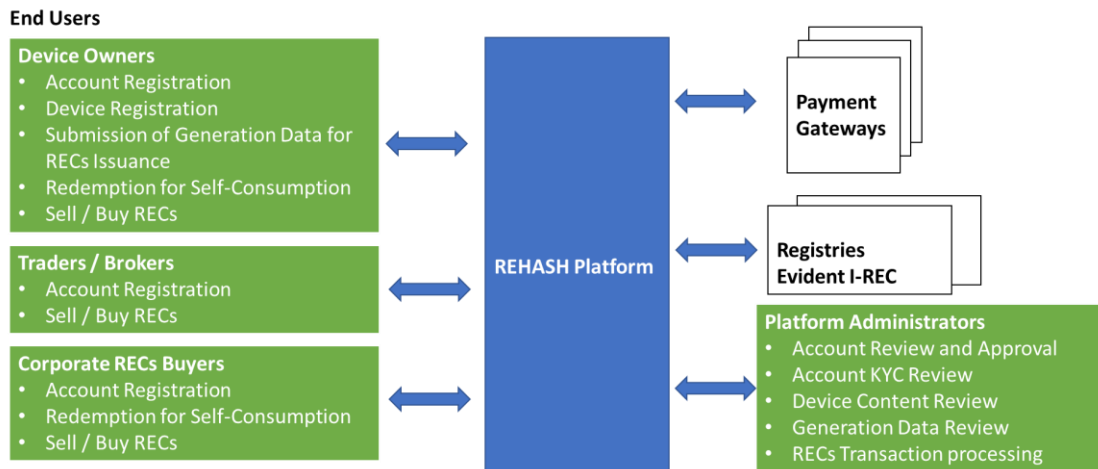 End Users
Device Owners
• Account Registration
• Device Registration
• Submission of Generation Data for
RECs Issuance
• Redemption for Self-Consumption
• Sell / Buy RECs
Traders / Brokers
• Account Registration
• Sell / Buy RECs
Corporate RECs Buyers
• Account Registration
• Redemption for Self-Consumption
• Sell / Buy RECs
REHASH Platform
Payment
Gateways
Registries
Evident I-REC
Platform Administrators
• Account Review and Approval
• Account KYC Review
• Device Content Review
• Generation Data Review
• RECs Transaction processing